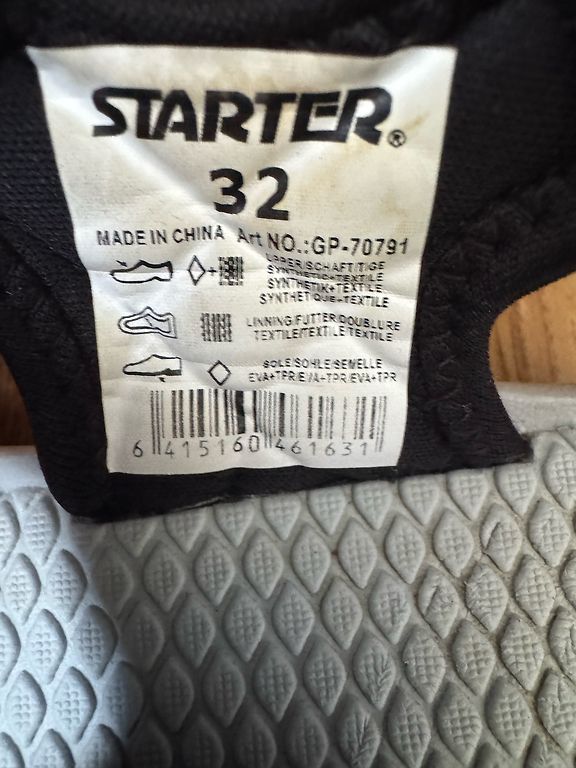 STARTER®
32
MADE IN CHINA Art NO.:GP-70791
UPPER/SCHAFT/TIGE
SYNTHETIC+TEXTILE
SYNTHETIK+TEXTILE
SYNTHETIQUE+TEXTILE
LINNING/FUTTER/DOUBLURE
TEXTILE/TEXTILE/TEXTILE
SOLE/SOHLE/SEMELLE
EVA+TPR/EVA+TPR/EVA+TPR
6 415160 461631